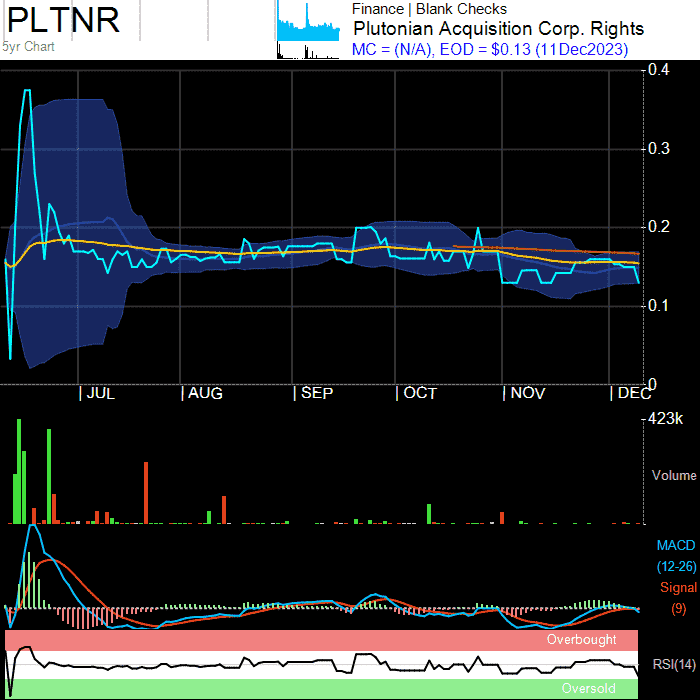 PLTNR
5yr Chart
Finance | Blank Checks
Plutonian Acquisition Corp. Rights
MC = (N/A), EOD = $0.13 (11Dec2023)
0.4
0.3
0.2
0.1
0
JUL
AUG
SEP
OCT
NOV
DEC
423k
Volume
MACD
(12-26)
Signal
(9)
Overbought
RSI(14)
Oversold